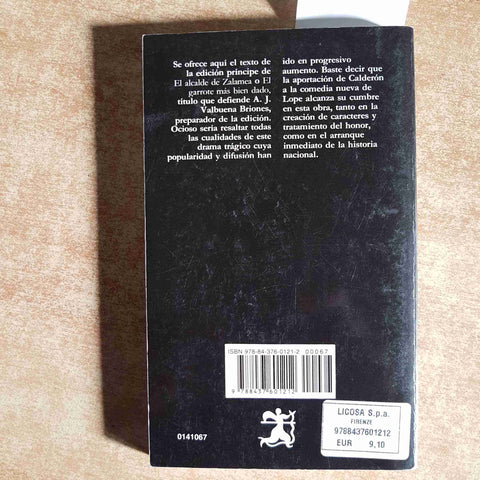 Se ofrece aquí el texto de
la edición príncipe de
El alcalde de Zalamea o El
garrote más bien dado,
título que defiende A. J.
Valbuena Briones,
preparador de la edición.
Ocioso sería resaltar todas
las cualidades de este
drama trágico cuya
popularidad y difusión han
ido en progresivo
aumento. Baste decir que
la aportación de Calderón
a la comedia nueva de
Lope alcanza su cumbre
en esta obra, tanto en la
creación de caracteres y
tratamiento del honor,
como en el arranque
inmediato de la historia
nacional.
ISBN 978-84-376-0121-2 00067
9 788437 601212
0141067
LICOSA S.p.a.
FIRENZE
9788437601212
EUR 9,10